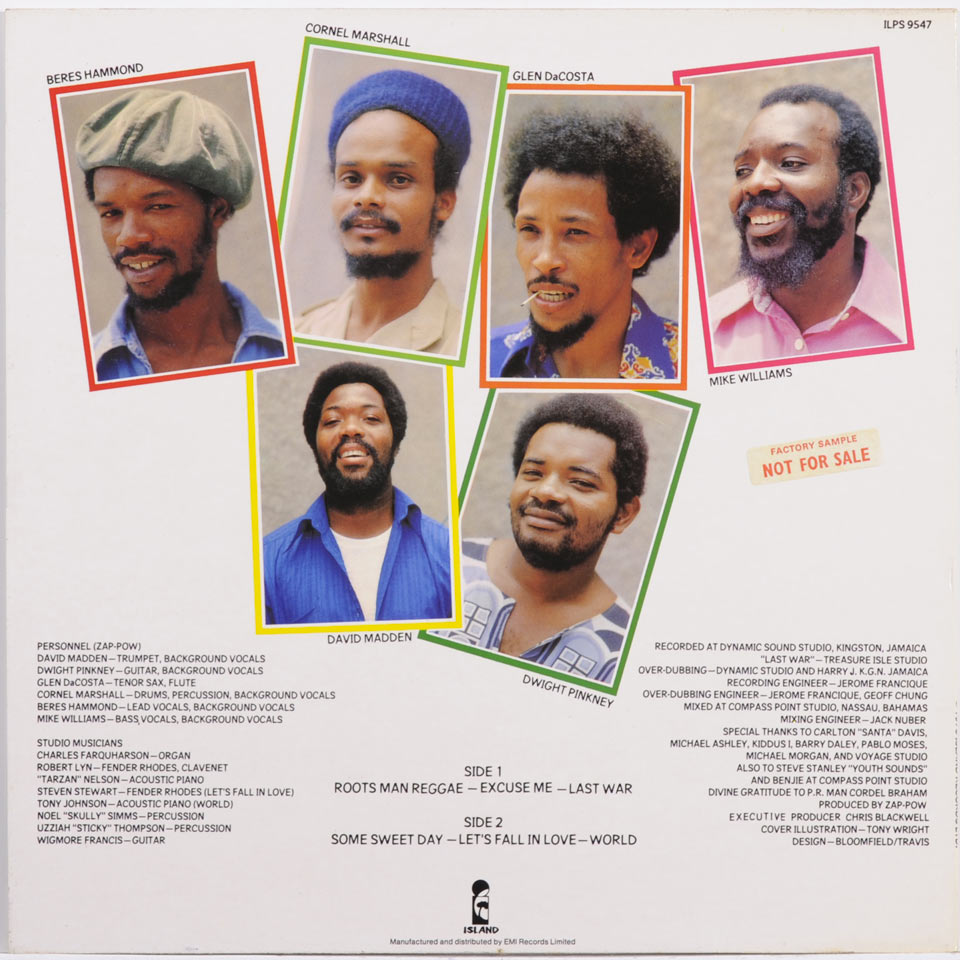 ILPS 9547
BERES HAMMOND
CORNEL MARSHALL
GLEN DaCOSTA
MIKE WILLIAMS
FACTORY SAMPLE
NOT FOR SALE
DAVID MADDEN
DWIGHT PINKNEY
PERSONNEL (ZAP-POW)
DAVID MADDEN—TRUMPET, BACKGROUND VOCALS
DWIGHT PINKNEY—GUITAR, BACKGROUND VOCALS
GLEN DaCOSTA—TENOR SAX, FLUTE
CORNEL MARSHALL—DRUMS, PERCUSSION, BACKGROUND VOCALS
BERES HAMMOND—LEAD VOCALS, BACKGROUND VOCALS
MIKE WILLIAMS—BASS VOCALS, BACKGROUND VOCALS
STUDIO MUSICIANS
CHARLES FARQUHARSON—ORGAN
ROBERT LYN—FENDER RHODES, CLAVENET
"TARZAN" NELSON—ACOUSTIC PIANO
STEVEN STEWART—FENDER RHODES (LET'S FALL IN LOVE)
TONY JOHNSON—ACOUSTIC PIANO (WORLD)
NOEL "SKULLY" SIMMS—PERCUSSION
UZZIAH "STICKY" THOMPSON—PERCUSSION
WIGMORE FRANCIS—GUITAR
SIDE 1
ROOTS MAN REGGAE — EXCUSE ME — LAST WAR
SIDE 2
SOME SWEET DAY — LET'S FALL IN LOVE — WORLD
RECORDED AT DYNAMIC SOUND STUDIO, KINGSTON, JAMAICA
"LAST WAR"—TREASURE ISLE STUDIO
OVER-DUBBING—DYNAMIC STUDIO AND HARRY J. K.G.N. JAMAICA
RECORDING ENGINEER—JEROME FRANCIQUE
OVER-DUBBING ENGINEER—JEROME FRANCIQUE, GEOFF CHUNG
MIXED AT COMPASS POINT STUDIO, NASSAU, BAHAMAS
MIXING ENGINEER—JACK NUBER
SPECIAL THANKS TO CARLTON "SANTA" DAVIS,
MICHAEL ASHLEY, KIDDUS I, BARRY DALEY, PABLO MOSES,
MICHAEL MORGAN, AND VOYAGE STUDIO
ALSO TO STEVE STANLEY "YOUTH SOUNDS"
AND BENJIE AT COMPASS POINT STUDIO
DIVINE GRATITUDE TO P.R. MAN CORDEL BRAHAM
PRODUCED BY ZAP-POW
EXECUTIVE PRODUCER CHRIS BLACKWELL
COVER ILLUSTRATION—TONY WRIGHT
DESIGN—BLOOMFIELD/TRAVIS
ISLAND
Manufactured and distributed by EMI Records Limited